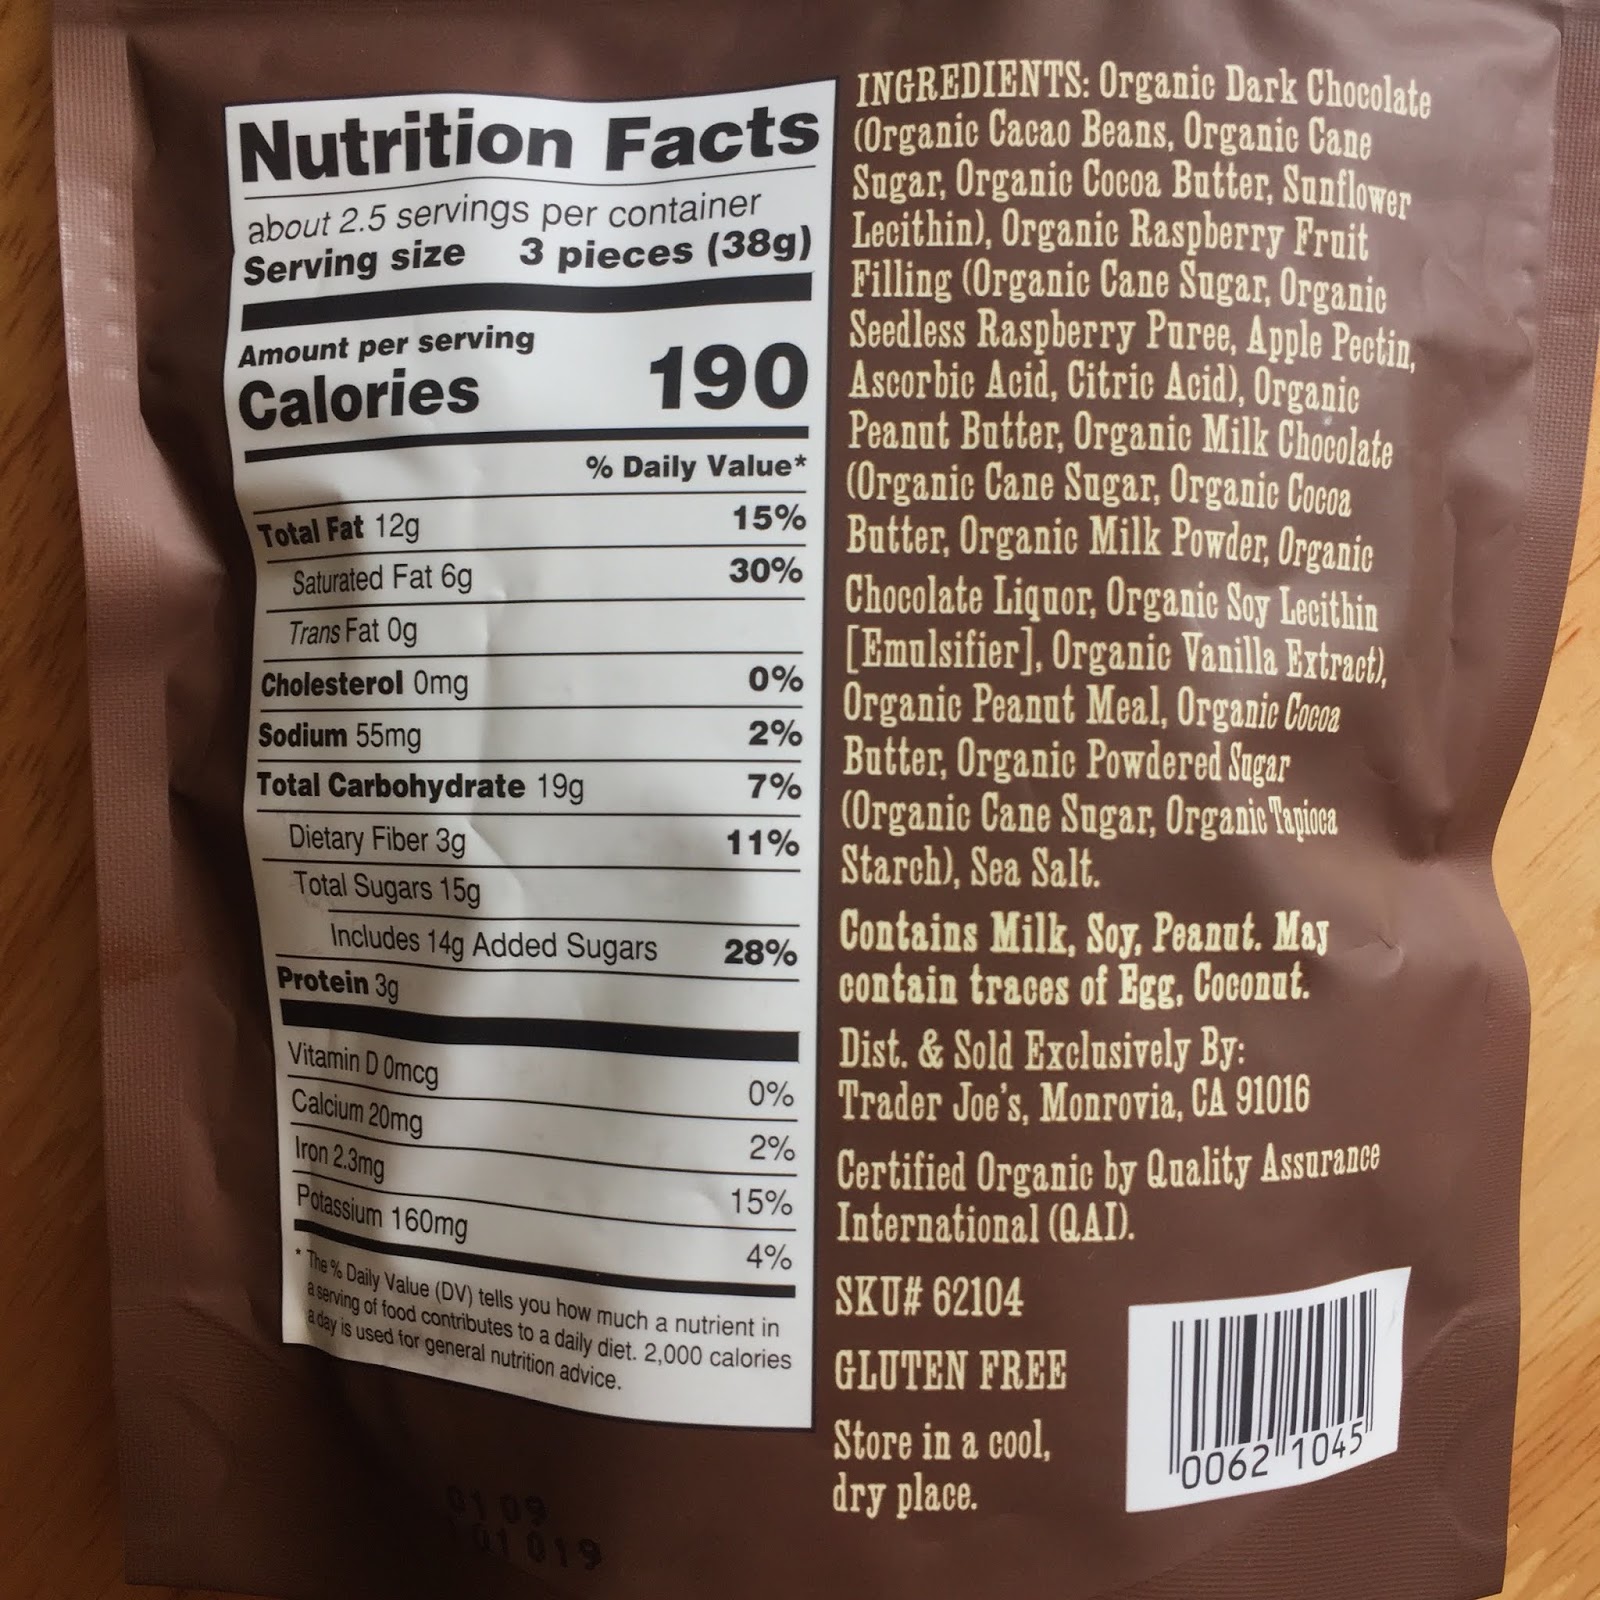 Nutrition Facts
about 2.5 servings per container
Serving size 3 pieces (38g)
Amount per serving
Calories 190
% Daily Value*
Total Fat 12g 15%
Saturated Fat 6g 30%
Trans Fat 0g
Cholesterol 0mg 0%
Sodium 55mg 2%
Total Carbohydrate 19g 7%
Dietary Fiber 3g 11%
Total Sugars 15g
Includes 14g Added Sugars 28%
Protein 3g
Vitamin D 0mcg 0%
Calcium 20mg 2%
Iron 2.3mg 15%
Potassium 160mg 4%
* The % Daily Value (DV) tells you how much a nutrient in
a serving of food contributes to a daily diet. 2,000 calories
a day is used for general nutrition advice.
INGREDIENTS: Organic Dark Chocolate
(Organic Cacao Beans, Organic Cane
Sugar, Organic Cocoa Butter, Sunflower
Lecithin), Organic Raspberry Fruit
Filling (Organic Cane Sugar, Organic
Seedless Raspberry Puree, Apple Pectin,
Ascorbic Acid, Citric Acid), Organic
Peanut Butter, Organic Milk Chocolate
(Organic Cane Sugar, Organic Cocoa
Butter, Organic Milk Powder, Organic
Chocolate Liquor, Organic Soy Lecithin
[Emulsifier], Organic Vanilla Extract),
Organic Peanut Meal, Organic Cocoa
Butter, Organic Powdered Sugar
(Organic Cane Sugar, Organic Tapioca
Starch), Sea Salt.
Contains Milk, Soy, Peanut. May
contain traces of Egg, Coconut.
Dist. & Sold Exclusively By:
Trader Joe's, Monrovia, CA 91016
Certified Organic by Quality Assurance
International (QAI).
SKU# 62104
GLUTEN FREE
Store in a cool,
dry place.
0062 1045